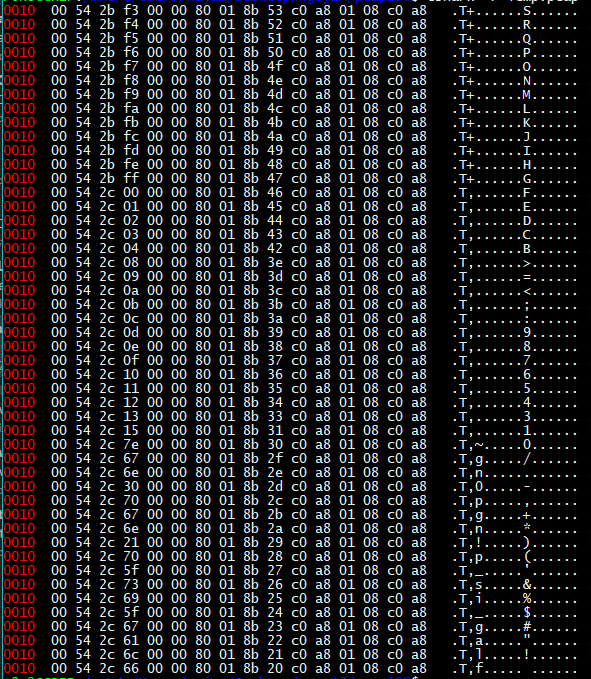 0010 00 54 2b f3 00 00 80 01 8b 53 c0 a8 01 08 c0 a8 .T+......S......
0010 00 54 2b f4 00 00 80 01 8b 52 c0 a8 01 08 c0 a8 .T+......R......
0010 00 54 2b f5 00 00 80 01 8b 51 c0 a8 01 08 c0 a8 .T+......Q......
0010 00 54 2b f6 00 00 80 01 8b 50 c0 a8 01 08 c0 a8 .T+......P......
0010 00 54 2b f7 00 00 80 01 8b 4f c0 a8 01 08 c0 a8 .T+......O......
0010 00 54 2b f8 00 00 80 01 8b 4e c0 a8 01 08 c0 a8 .T+......N......
0010 00 54 2b f9 00 00 80 01 8b 4d c0 a8 01 08 c0 a8 .T+......M......
0010 00 54 2b fa 00 00 80 01 8b 4c c0 a8 01 08 c0 a8 .T+......L......
0010 00 54 2b fb 00 00 80 01 8b 4b c0 a8 01 08 c0 a8 .T+......K......
0010 00 54 2b fc 00 00 80 01 8b 4a c0 a8 01 08 c0 a8 .T+......J......
0010 00 54 2b fd 00 00 80 01 8b 49 c0 a8 01 08 c0 a8 .T+......I......
0010 00 54 2b fe 00 00 80 01 8b 48 c0 a8 01 08 c0 a8 .T+......H......
0010 00 54 2b ff 00 00 80 01 8b 47 c0 a8 01 08 c0 a8 .T+......G......
0010 00 54 2c 00 00 00 80 01 8b 46 c0 a8 01 08 c0 a8 .T,......F......
0010 00 54 2c 01 00 00 80 01 8b 45 c0 a8 01 08 c0 a8 .T,......E......
0010 00 54 2c 02 00 00 80 01 8b 44 c0 a8 01 08 c0 a8 .T,......D......
0010 00 54 2c 03 00 00 80 01 8b 43 c0 a8 01 08 c0 a8 .T,......C......
0010 00 54 2c 04 00 00 80 01 8b 42 c0 a8 01 08 c0 a8 .T,......B......
0010 00 54 2c 08 00 00 80 01 8b 3e c0 a8 01 08 c0 a8 .T,......>......
0010 00 54 2c 09 00 00 80 01 8b 3d c0 a8 01 08 c0 a8 .T,......=......
0010 00 54 2c 0a 00 00 80 01 8b 3c c0 a8 01 08 c0 a8 .T,......<......
0010 00 54 2c 0b 00 00 80 01 8b 3b c0 a8 01 08 c0 a8 .T,......;......
0010 00 54 2c 0c 00 00 80 01 8b 3a c0 a8 01 08 c0 a8 .T,......:......
0010 00 54 2c 0d 00 00 80 01 8b 39 c0 a8 01 08 c0 a8 .T,......9......
0010 00 54 2c 0e 00 00 80 01 8b 38 c0 a8 01 08 c0 a8 .T,......8......
0010 00 54 2c 0f 00 00 80 01 8b 37 c0 a8 01 08 c0 a8 .T,......7......
0010 00 54 2c 10 00 00 80 01 8b 36 c0 a8 01 08 c0 a8 .T,......6......
0010 00 54 2c 11 00 00 80 01 8b 35 c0 a8 01 08 c0 a8 .T,......5......
0010 00 54 2c 12 00 00 80 01 8b 34 c0 a8 01 08 c0 a8 .T,......4......
0010 00 54 2c 13 00 00 80 01 8b 33 c0 a8 01 08 c0 a8 .T,......3......
0010 00 54 2c 15 00 00 80 01 8b 31 c0 a8 01 08 c0 a8 .T,......1......
0010 00 54 2c 7e 00 00 80 01 8b 30 c0 a8 01 08 c0 a8 .T,~.....0......
0010 00 54 2c 67 00 00 80 01 8b 2f c0 a8 01 08 c0 a8 .T,g...../......
0010 00 54 2c 6e 00 00 80 01 8b 2e c0 a8 01 08 c0 a8 .T,n............
0010 00 54 2c 30 00 00 80 01 8b 2d c0 a8 01 08 c0 a8 .T,0.....-......
0010 00 54 2c 70 00 00 80 01 8b 2c c0 a8 01 08 c0 a8 .T,p.....,......
0010 00 54 2c 67 00 00 80 01 8b 2b c0 a8 01 08 c0 a8 .T,g.....+......
0010 00 54 2c 6e 00 00 80 01 8b 2a c0 a8 01 08 c0 a8 .T,n.....*......
0010 00 54 2c 21 00 00 80 01 8b 29 c0 a8 01 08 c0 a8 .T,!.....)......
0010 00 54 2c 70 00 00 80 01 8b 28 c0 a8 01 08 c0 a8 .T,p.....(......
0010 00 54 2c 5f 00 00 80 01 8b 27 c0 a8 01 08 c0 a8 .T,_.....'......
0010 00 54 2c 73 00 00 80 01 8b 26 c0 a8 01 08 c0 a8 .T,s.....&......
0010 00 54 2c 69 00 00 80 01 8b 25 c0 a8 01 08 c0 a8 .T,i.....%......
0010 00 54 2c 5f 00 00 80 01 8b 24 c0 a8 01 08 c0 a8 .T,_.....$......
0010 00 54 2c 67 00 00 80 01 8b 23 c0 a8 01 08 c0 a8 .T,g.....#......
0010 00 54 2c 61 00 00 80 01 8b 22 c0 a8 01 08 c0 a8 .T,a....."......
0010 00 54 2c 6c 00 00 80 01 8b 21 c0 a8 01 08 c0 a8 .T,l.....!......
0010 00 54 2c 66 00 00 80 01 8b 20 c0 a8 01 08 c0 a8 .T,f..... ......